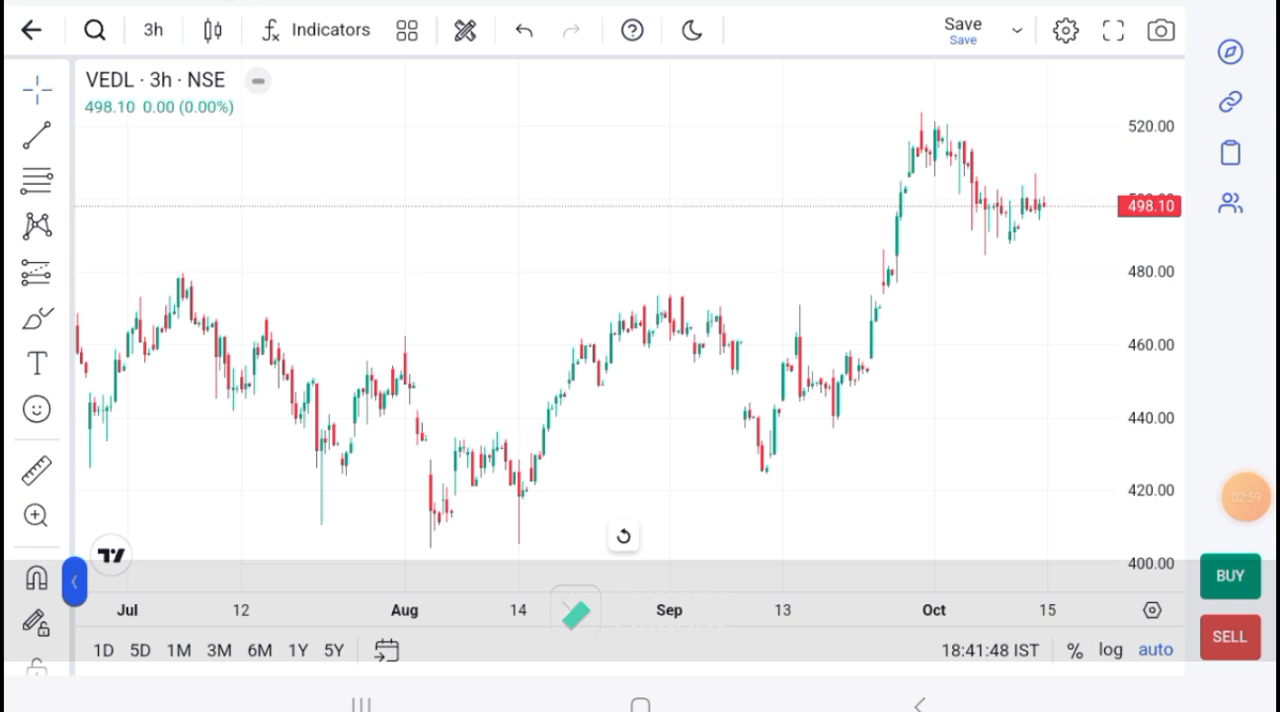 3h
Indicators
Save
Save
VEDL · 3h · NSE
498.10 0.00 (0.00%)
520.00
498.10
480.00
460.00
440.00
420.00
400.00
02:59
BUY
SELL
Jul 12 Aug 14 Sep 13 Oct 15
1D 5D 1M 3M 6M 1Y 5Y
18:41:48 IST % log auto